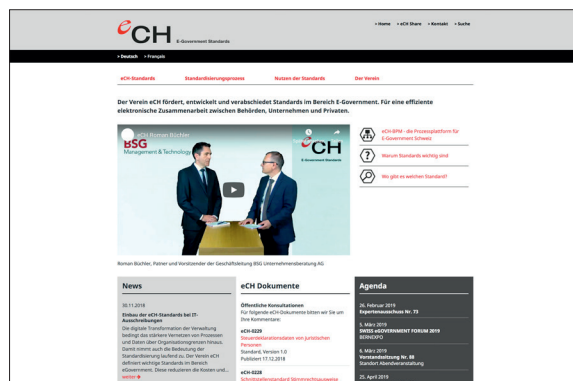 eCH
E-Government Standards
» Home » eCH Share » Kontakt » Suche
» Deutsch » Français
eCH-Standards Standardisierungsprozess Nutzen der Standards Der Verein
Der Verein eCH fördert, entwickelt und verabschiedet Standards im Bereich E-Government. Für eine effiziente
elektronische Zusammenarbeit zwischen Behörden, Unternehmen und Privaten.
eCH Roman Büchler
BSG
Management & Technology
eCH
E-Government Standards
eCH-BPM - die Prozessplattform für
E-Government Schweiz
Warum Standards wichtig sind
Wo gibt es welchen Standard?
Roman Büchler, Patner und Vorsitzender der Geschäftsleitung BSG Unternehmensberatung AG
News
30.11.2018
Einbau der eCH-Standards bei IT-
Ausschreibungen
Die digitale Transformation der Verwaltung
bedingt das stärkere Vernetzen von Prozessen
und Daten über Organisationsgrenzen hinaus.
Damit nimmt auch die Bedeutung der
Standardisierung laufend zu. Der Verein eCH
definiert wichtige Standards im Bereich
eGovernment. Diese reduzieren die Kosten und...
weiter
eCH Dokumente
Öffentliche Konsultationen
Für folgende eCH-Dokumente bitten wir Sie um
Ihre Kommentare:
eCH-0229
Steuerdeklarationsdaten von juristischen
Personen
Standard, Version 1.0
Publiziert 17.12.2018
eCH-0228
Schnittstellenstandard Stimmrechtsausweise
Agenda
26. Februar 2019
Expertenausschuss Nr. 73
5. März 2019
SWISS eGOVERNMENT FORUM 2019
BERNEXPO
6. März 2019
Vorstandssitzung Nr. 88
Standort Abendveranstaltung
25. April 2019